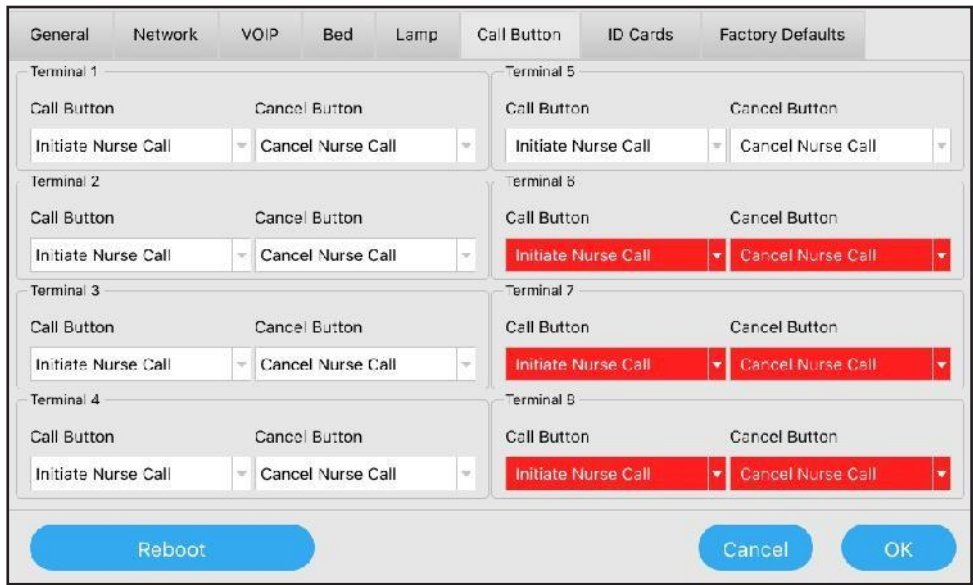 General Network VOIP Bed Lamp Call Button ID Cards Factory Defaults
Terminal 1
Call Button Cancel Button
Initiate Nurse Call Cancel Nurse Call
Terminal 2
Call Button Cancel Button
Initiate Nurse Call Cancel Nurse Call
Terminal 3
Call Button Cancel Button
Initiate Nurse Call Cancel Nurse Call
Terminal 4
Call Button Cancel Button
Initiate Nurse Call Cancel Nurse Call
Terminal 5
Call Button Cancel Button
Initiate Nurse Call Cancel Nurse Call
Terminal 6
Call Button Cancel Button
Initiate Nurse Call Cancel Nurse Call
Terminal 7
Call Button Cancel Button
Initiate Nurse Call Cancel Nurse Call
Terminal 8
Call Button Cancel Button
Initiate Nurse Call Cancel Nurse Call
Reboot Cancel OK